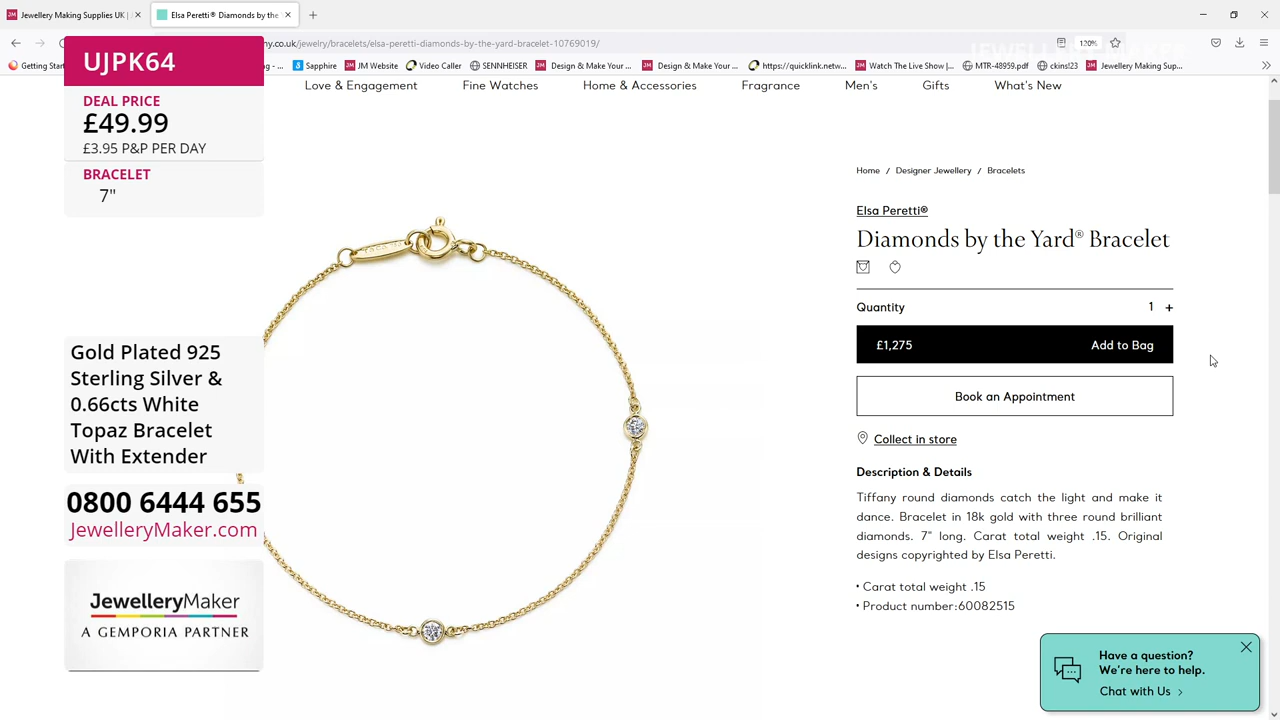 Jewellery Making Supplies UK |
Elsa Peretti® Diamonds by the
.co.uk/jewelry/bracelets/elsa-peretti-diamonds-by-the-yard-bracelet-10769019/
120%
Getting Start
Sapphire
JM Website
Video Caller
SENNHEISER
Design & Make Your ...
Design & Make Your ...
https://quicklink.netw...
Watch The Live Show |...
MTR-48959.pdf
ckins!23
Jewellery Making Sup...
UJPK64
DEAL PRICE
£49.99
£3.95 P&P PER DAY
BRACELET
7"
Gold Plated 925
Sterling Silver &
0.66cts White
Topaz Bracelet
With Extender
0800 6444 655
JewelleryMaker.com
JewelleryMaker
A GEMPORIA PARTNER
Love & Engagement
Fine Watches
Home & Accessories
Fragrance
Men's
Gifts
What's New
Home / Designer Jewellery / Bracelets
Elsa Peretti®
Diamonds by the Yard® Bracelet
Quantity 1 +
£1,275 Add to Bag
Book an Appointment
Collect in store
Description & Details
Tiffany round diamonds catch the light and make it
dance. Bracelet in 18k gold with three round brilliant
diamonds. 7" long. Carat total weight .15. Original
designs copyrighted by Elsa Peretti.
• Carat total weight .15
• Product number:60082515
Have a question?
We're here to help.
Chat with Us >